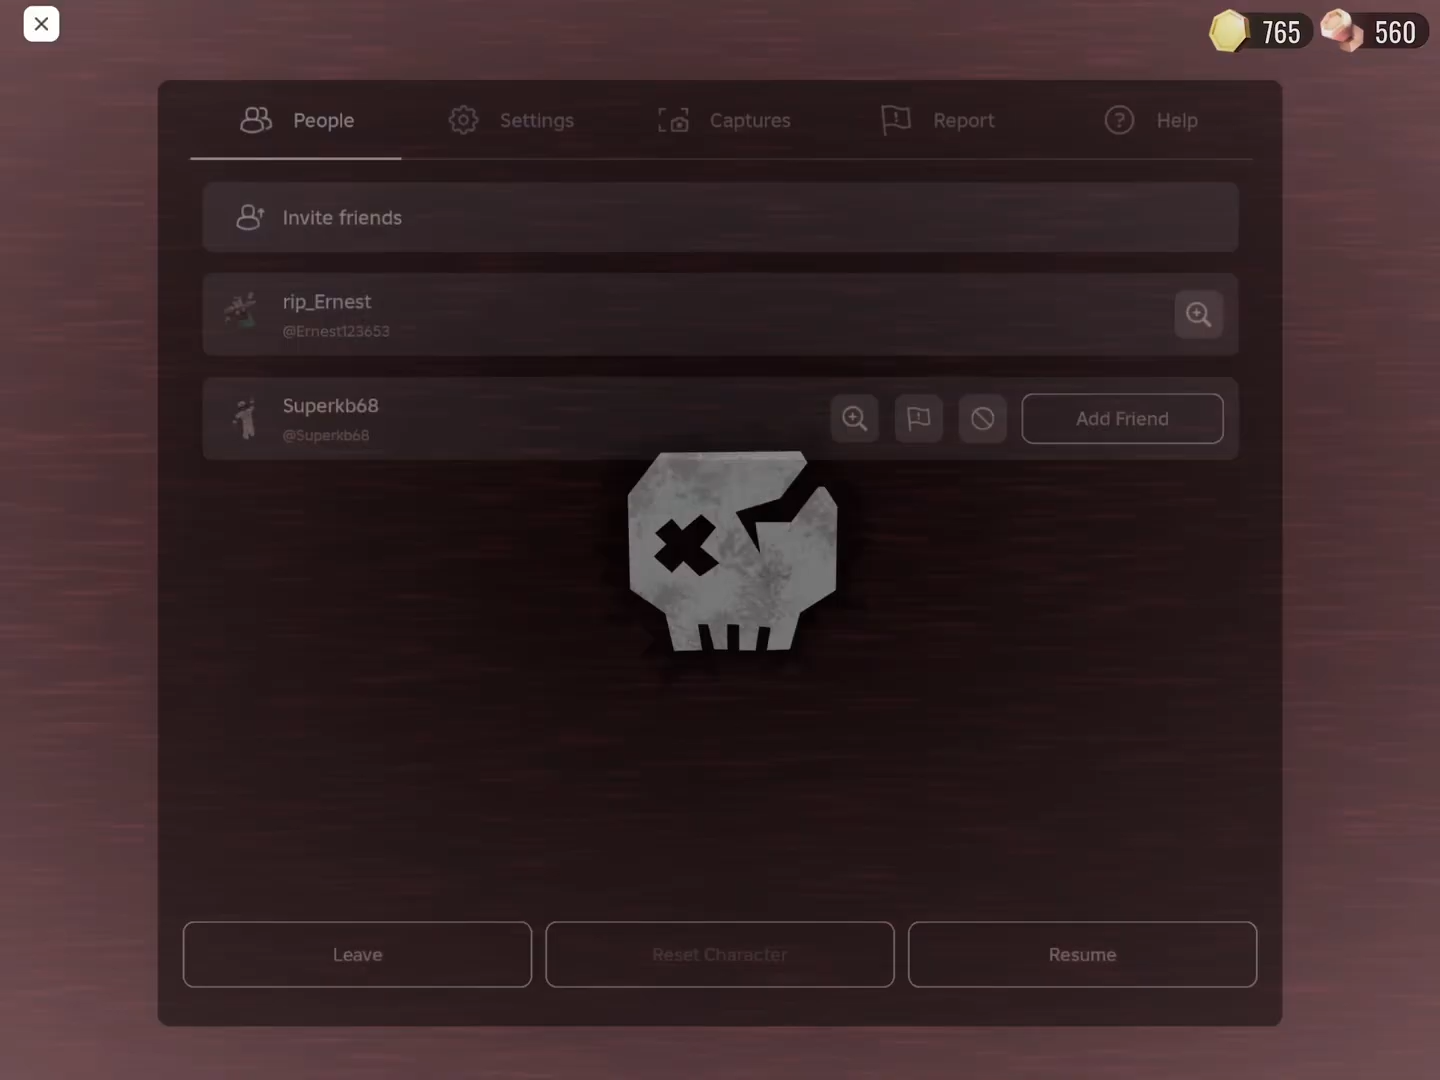 765
560
People
Settings
Captures
Report
Help
Invite friends
rip_Ernest
@Ernest123653
Superkb68
@Superkb68
Add Friend
Leave
Reset Character
Resume